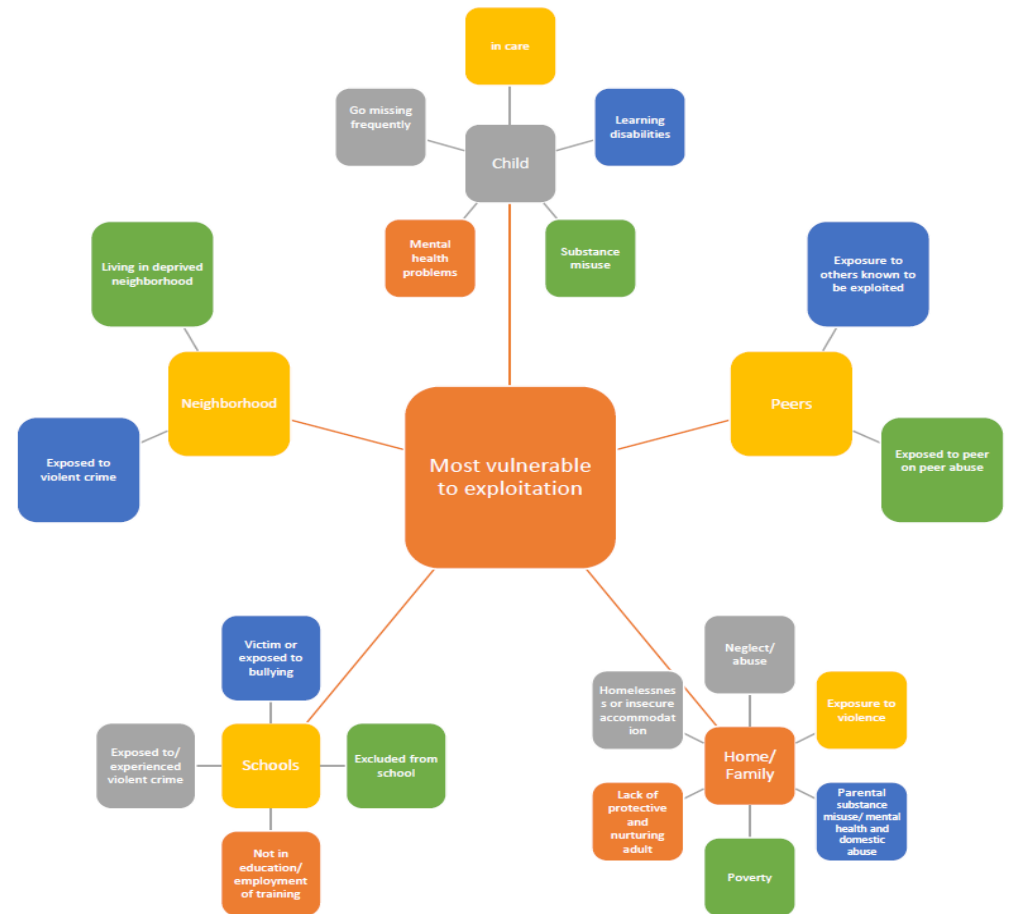 in care
Go missing
frequently
Learning
disabilities
Child
Mental
health
problems
Substance
misuse
Living in deprived
neighborhood
Exposure to
others known to
be exploited
Neighborhood
Peers
Exposed to
violent crime
Exposed to peer
on peer abuse
Most vulnerable
to exploitation
Victim or
exposed to
bullying
Exposed to/
experienced
violent crime
Schools
Excluded from
school
Not in
education/
employment
of training
Neglect/
abuse
Homelessnes
s or insecure
accommodat
ion
Exposure to
violence
Home/
Family
Lack of
protective
and
nurturing
adult
Parental
substance
misuse/ mental
health and
domestic
abuse
Poverty